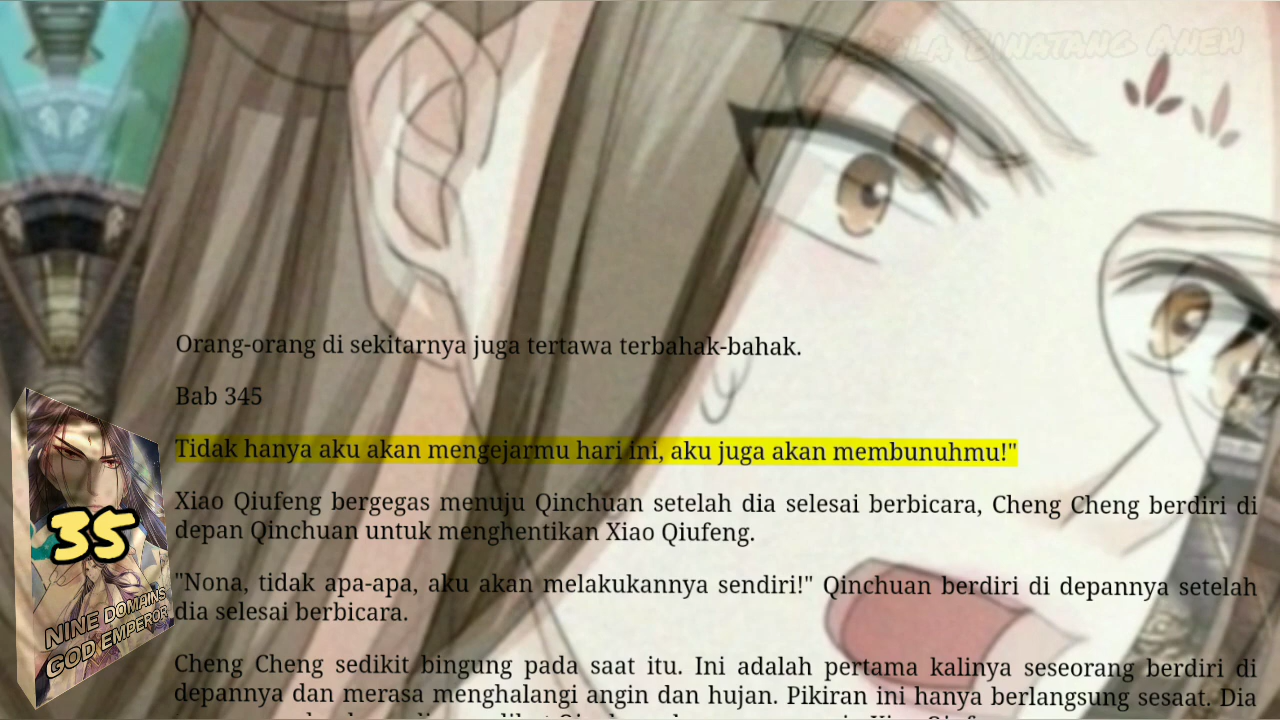 Binatang Aneh
Orang-orang di sekitarnya juga tertawa terbahak-bahak.
Bab 345
Tidak hanya aku akan mengejarmu hari ini, aku juga akan membunuhmu!"
Xiao Qiufeng bergegas menuju Qinchuan setelah dia selesai berbicara, Cheng Cheng berdiri di
depan Qinchuan untuk menghentikan Xiao Qiufeng.
"Nona, tidak apa-apa, aku akan melakukannya sendiri!" Qinchuan berdiri di depannya setelah
dia selesai berbicara.
Cheng Cheng sedikit bingung pada saat itu. Ini adalah pertama kalinya seseorang berdiri di
depannya dan merasa menghalangi angin dan hujan. Pikiran ini hanya berlangsung sesaat. Dia
35
NINE DOMAINS
GOD EMPEROR